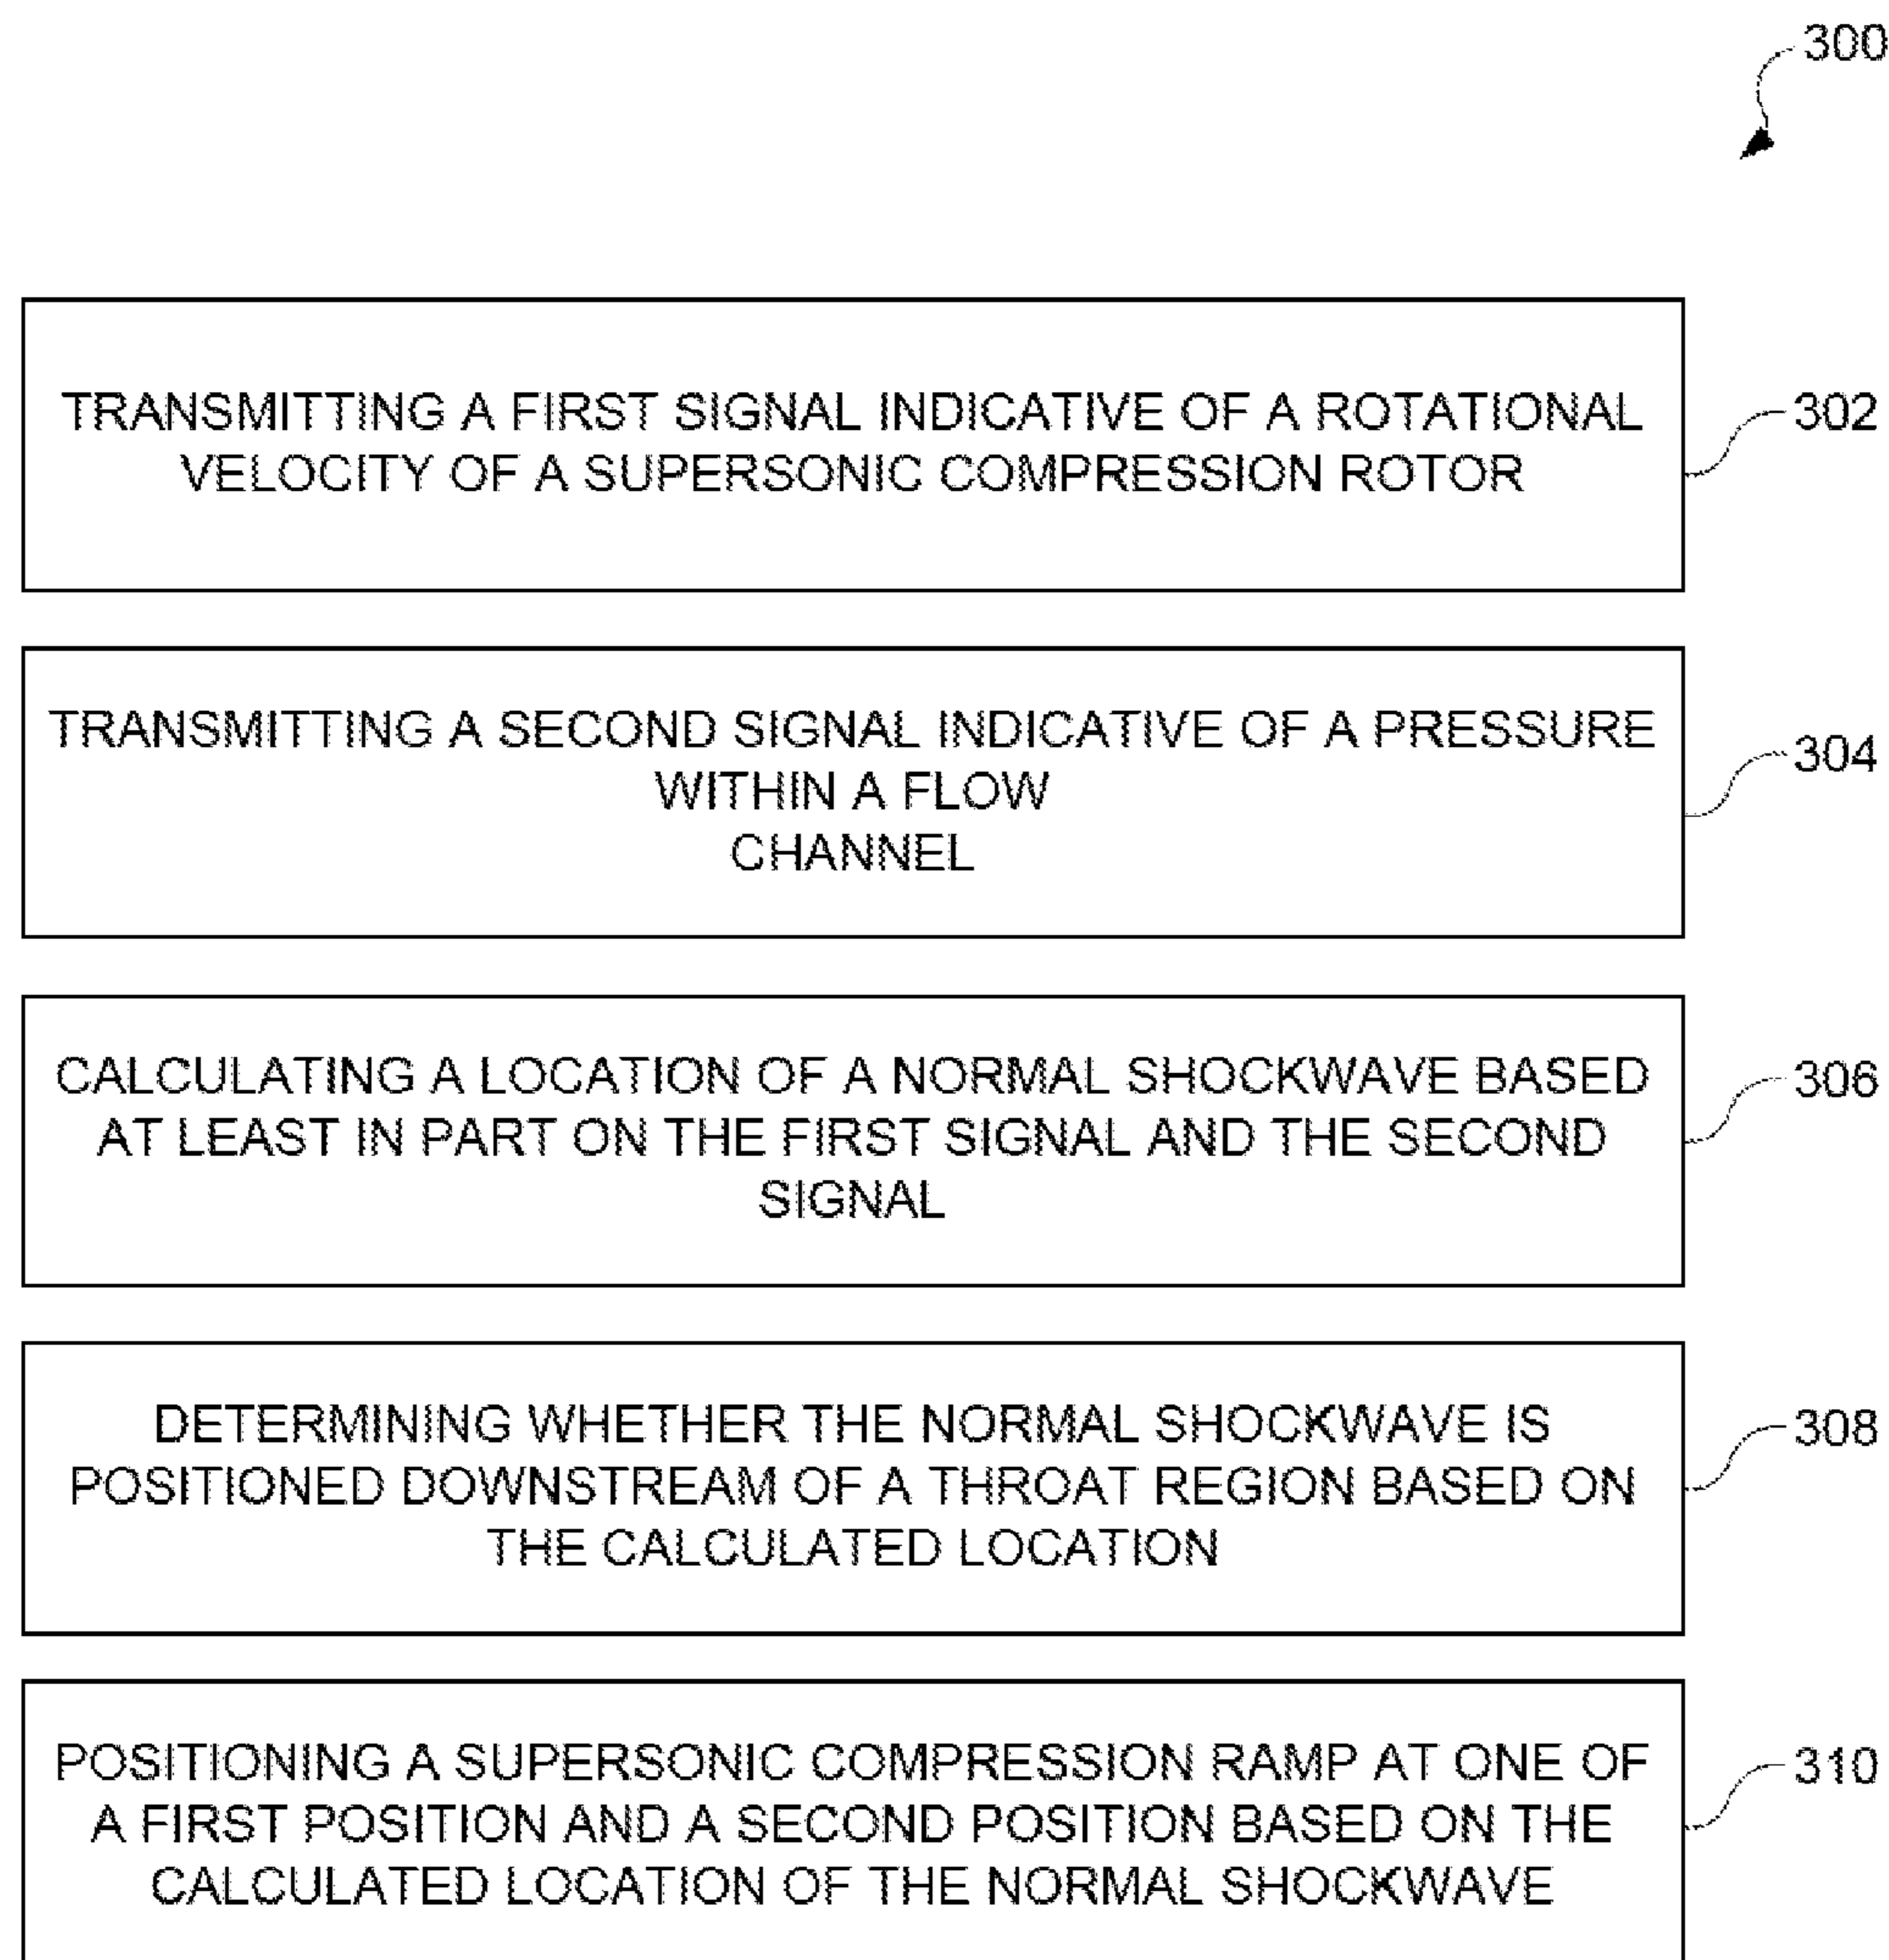 300
TRANSMITTING A FIRST SIGNAL INDICATIVE OF A ROTATIONAL
VELOCITY OF A SUPERSONIC COMPRESSION ROTOR
302
TRANSMITTING A SECOND SIGNAL INDICATIVE OF A PRESSURE
WITHIN A FLOW
CHANNEL
304
CALCULATING A LOCATION OF A NORMAL SHOCKWAVE BASED
AT LEAST IN PART ON THE FIRST SIGNAL AND THE SECOND
SIGNAL
306
DETERMINING WHETHER THE NORMAL SHOCKWAVE IS
POSITIONED DOWNSTREAM OF A THROAT REGION BASED ON
THE CALCULATED LOCATION
308
POSITIONING A SUPERSONIC COMPRESSION RAMP AT ONE OF
A FIRST POSITION AND A SECOND POSITION BASED ON THE
CALCULATED LOCATION OF THE NORMAL SHOCKWAVE
310